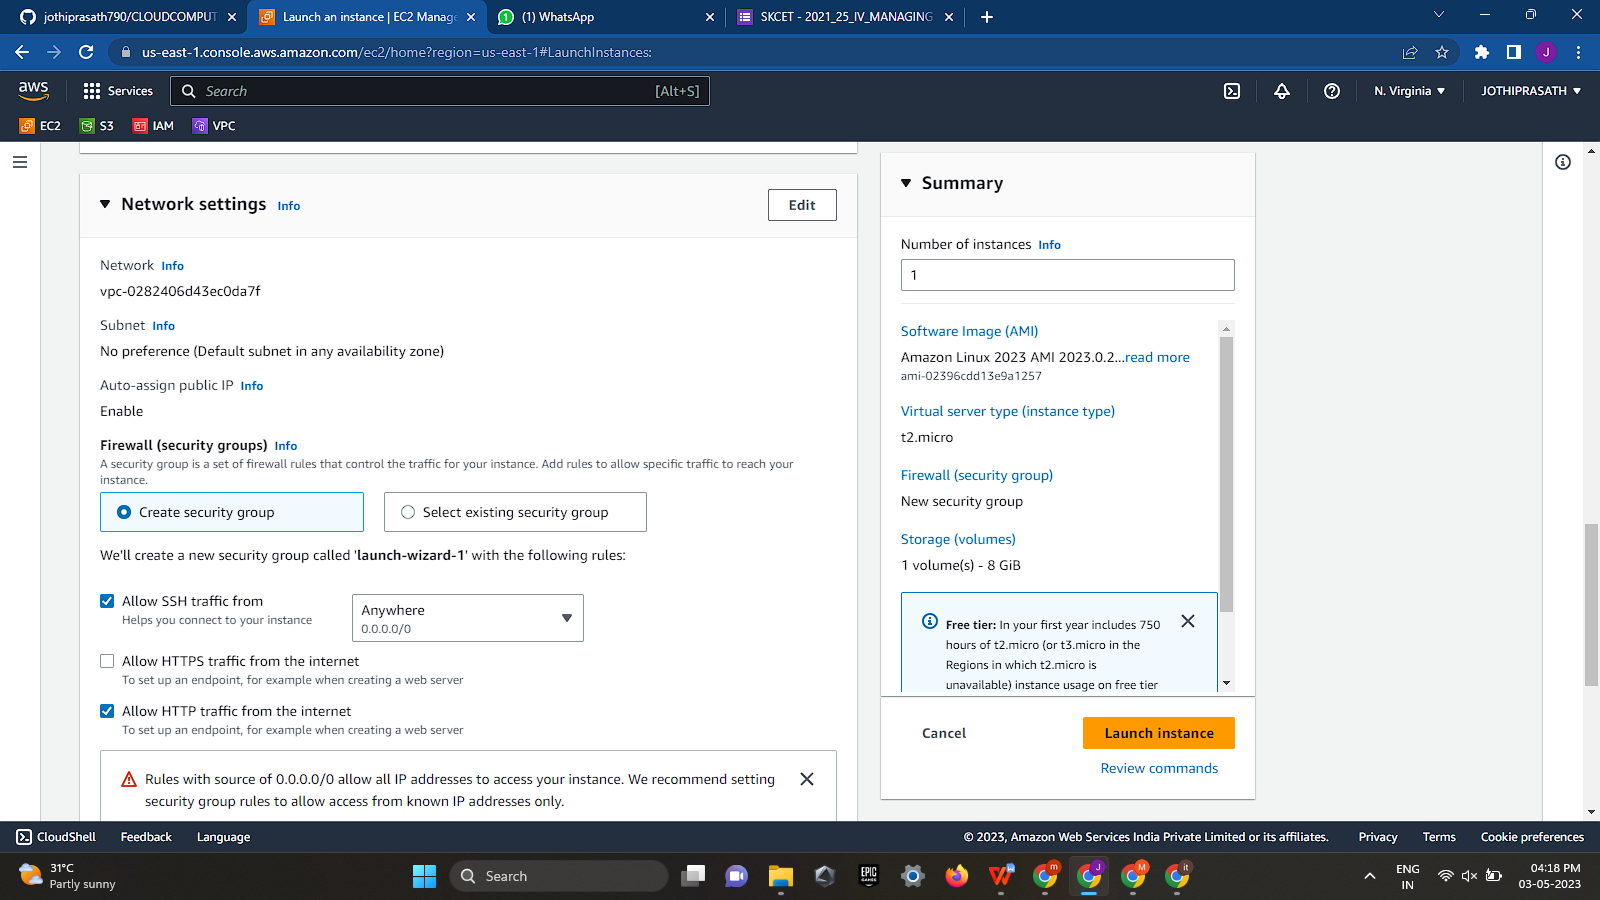 jothiprasath790/CLOUDCOMPUT
Launch an instance | EC2 Manage
(1) WhatsApp
SKCET - 2021_25_IV_MANAGING
us-east-1.console.aws.amazon.com/ec2/home?region=us-east-1#LaunchInstances:
J
aws
Services
Search
[Alt+S]
N. Virginia
JOTHIPRASATH
EC2
S3
IAM
VPC
Network settings Info
Edit
Network Info
vpc-0282406d43ec0da7f
Subnet Info
No preference (Default subnet in any availability zone)
Auto-assign public IP Info
Enable
Firewall (security groups) Info
A security group is a set of firewall rules that control the traffic for your instance. Add rules to allow specific traffic to reach your
instance.
Create security group
Select existing security group
We'll create a new security group called 'launch-wizard-1' with the following rules:
Allow SSH traffic from
Helps you connect to your instance
Anywhere
0.0.0.0/0
Allow HTTPS traffic from the internet
To set up an endpoint, for example when creating a web server
Allow HTTP traffic from the internet
To set up an endpoint, for example when creating a web server
Rules with source of 0.0.0.0/0 allow all IP addresses to access your instance. We recommend setting
security group rules to allow access from known IP addresses only.
Summary
Number of instances Info
1
Software Image (AMI)
Amazon Linux 2023 AMI 2023.0.2...read more
ami-02396cdd13e9a1257
Virtual server type (instance type)
t2.micro
Firewall (security group)
New security group
Storage (volumes)
1 volume(s) - 8 GiB
Free tier: In your first year includes 750
hours of t2.micro (or t3.micro in the
Regions in which t2.micro is
unavailable) instance usage on free tier
Cancel
Launch instance
Review commands
CloudShell
Feedback
Language
© 2023, Amazon Web Services India Private Limited or its affiliates.
Privacy
Terms
Cookie preferences
31°C
Partly sunny
Search
EPIC
GAMES
W
m
J
M
it
ENG
IN
04:18 PM
03-05-2023